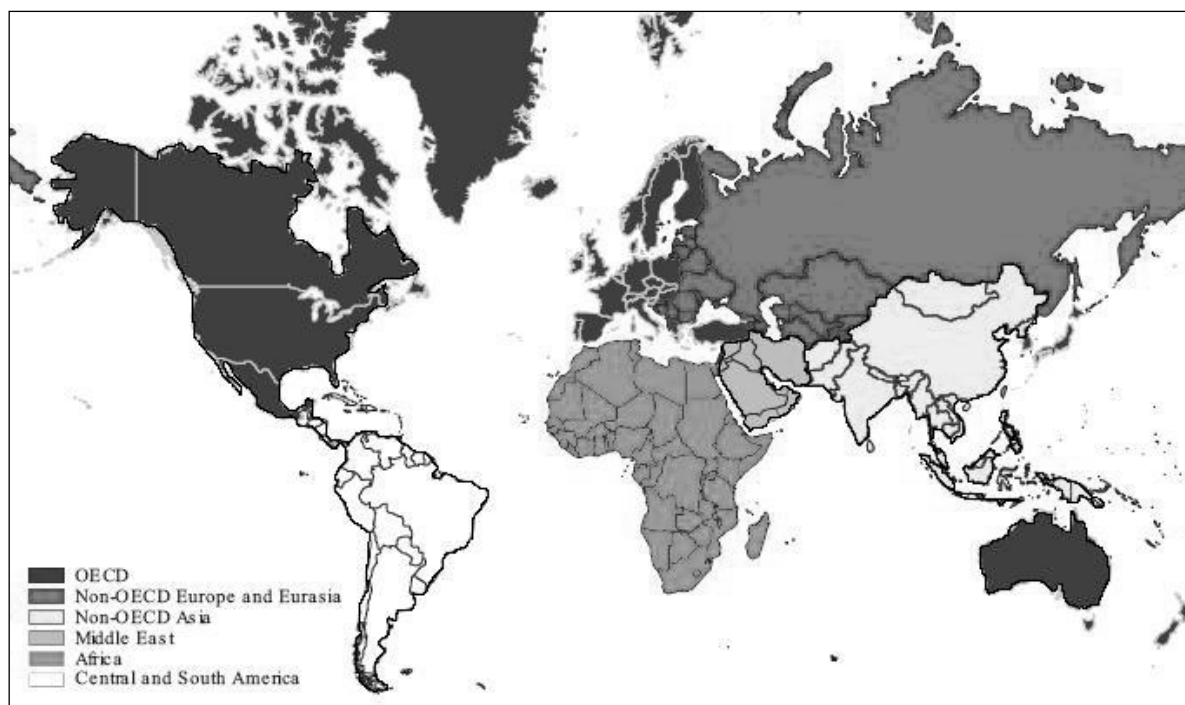 OECD
Non-OECD Europe and Eurasia
Non-OECD Asia
Middle East
Africa
Central and South America